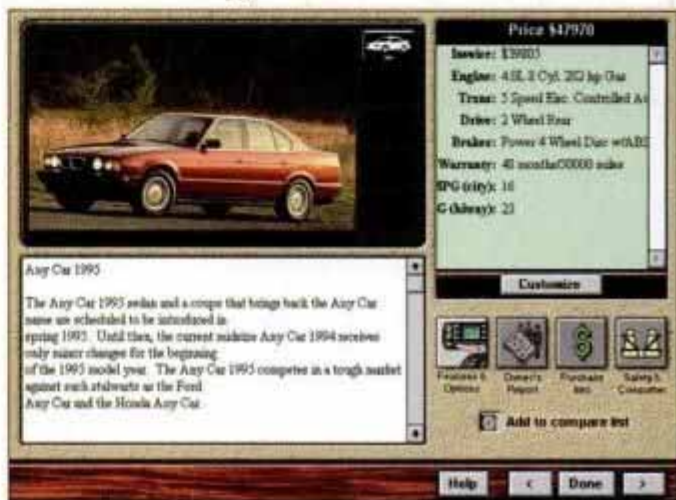 Price $47970
Invoice: $39805
Engine: 4.0L 8 Cyl. 282 hp Gas
Trans: 5 Speed Elec. Controlled Au
Drive: 2 Wheel Rear
Brakes: Power 4 Wheel Disc w/ABS
Warranty: 48 months/50000 miles
MPG (city): 16
G (hiway): 23
Customize
Any Car 1995
The Any Car 1995 sedan and a coupe that brings back the Any Car
name are scheduled to be introduced in
spring 1995. Until then, the current midsize Any Car 1994 receives
only minor changes for the beginning
of the 1995 model year. The Any Car 1995 competes in a tough market
against such stalwarts as the Ford
Any Car and the Honda Any Car.
Features &
Options
Owner's
Report
Purchase
Info
Safety &
Add to compare list
Help
<
Done
>